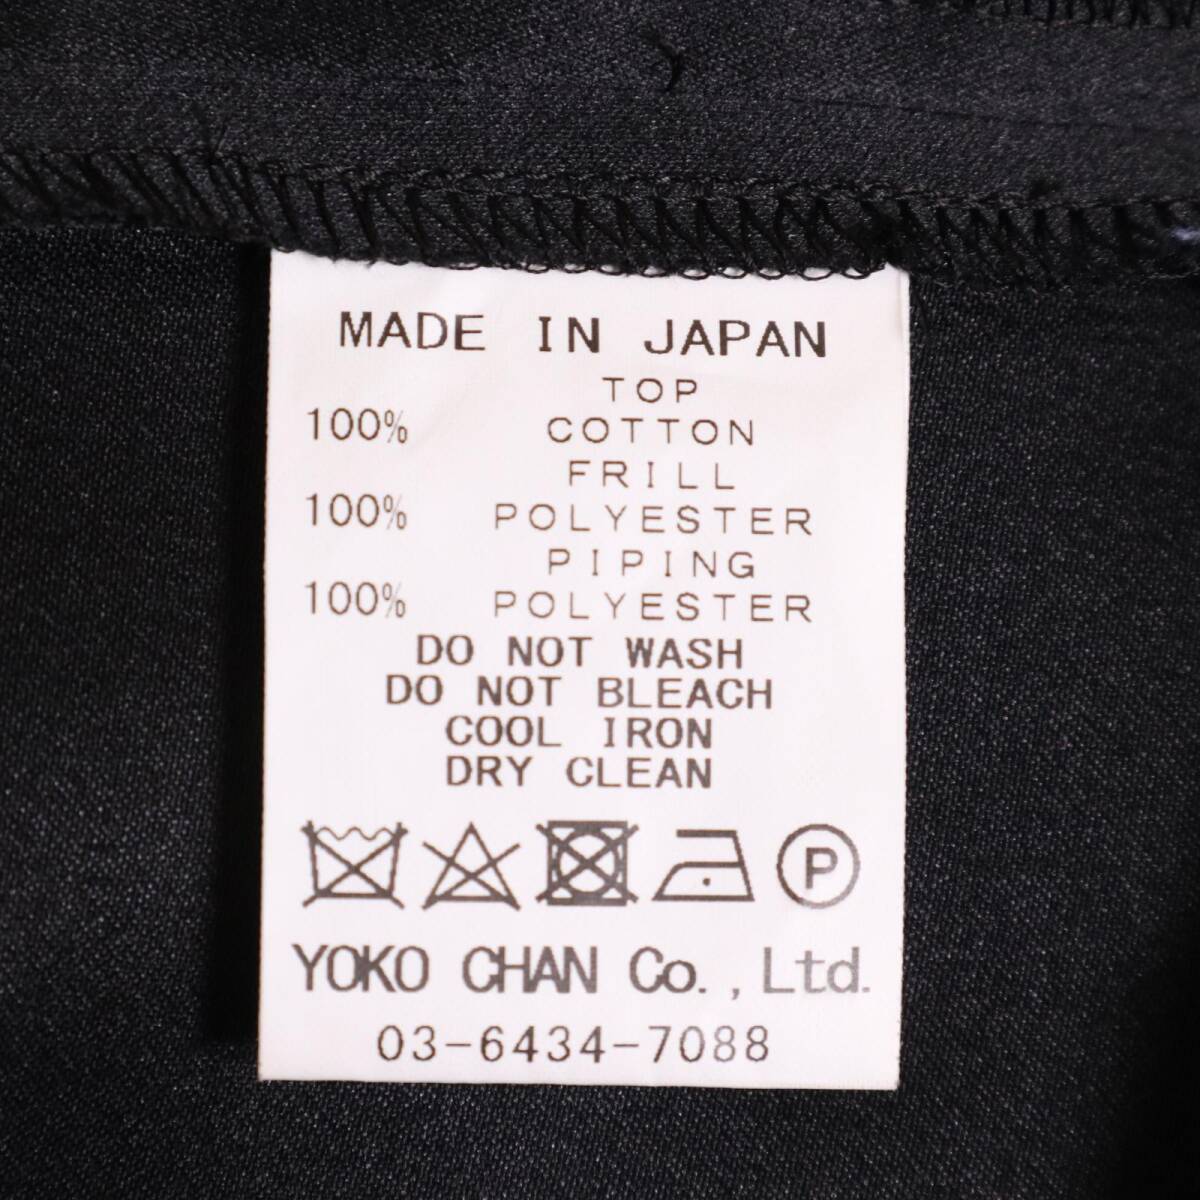 MADE IN JAPAN
TOP
100% COTTON
FRILL
100% POLYESTER
PIPING
100% POLYESTER
DO NOT WASH
DO NOT BLEACH
COOL IRON
DRY CLEAN
P
YOKO CHAN Co., Ltd.
03-6434-7088